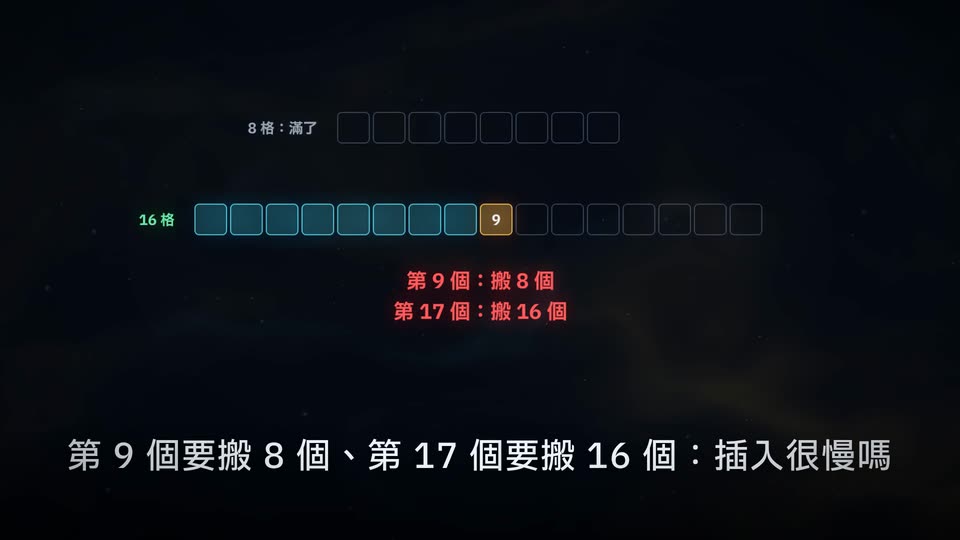 8 格：滿了
16 格
9
第 9 個：搬 8 個
第 17 個：搬 16 個
第 9 個要搬 8 個、第 17 個要搬 16 個：插入很慢嗎